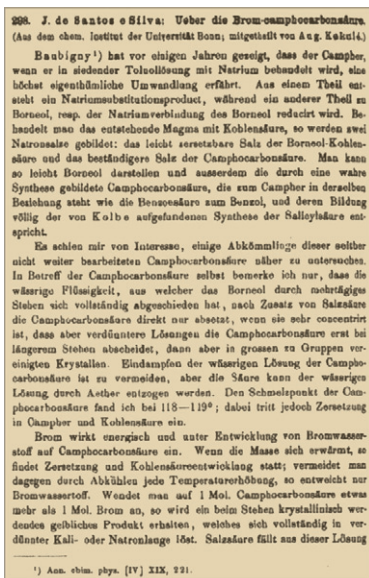 298. J. de Santos e Silva: Ueber die Brom-camphocarbonsäure.
(Aus dem chem. Institut der Universität Bonn; mitgetheilt von Aug. Kekulé.)
Baubigny¹) hat vor einigen Jahren gezeigt, dass der Campher,
wenn er in siedender Toluollösung mit Natrium behandelt wird, eine
höchst eigenthümliche Umwandlung erfährt. Aus einem Theil ent-
steht ein Natriumsubstitutionsproduct, während ein anderer Theil zu
Borneol, resp. der Natriumverbindung des Borneol reducirt wird. Be-
handelt man das entstehende Magma mit Kohlensäure, so werden zwei
Natronsalze gebildet: das leicht zersetzbare Salz der Borneol-Kohlen-
säure und das beständigere Salz der Camphocarbonsäure. Man kann
so leicht Borneol darstellen und ausserdem die durch eine wahre
Synthese gebildete Camphocarbonsäure, die zum Campher in derselben
Beziehung steht wie die Benzoesäure zum Benzol, und deren Bildung
völlig der von Kolbe aufgefundenen Synthese der Salicylsäure ent-
spricht.
Es schien mir von Interesse, einige Abkömmlinge dieser seither
nicht weiter bearbeiteten Camphocarbonsäure näher zu untersuchen.
In Betreff der Camphocarbonsäure selbst bemerke ich nur, dass die
wässrige Flüssigkeit, aus welcher das Borneol durch mehrtägiges
Stehen sich vollständig abgeschieden hat, nach Zusatz von Salzsäure
die Camphocarbonsäure direkt nur absetzt, wenn sie sehr concentrirt
ist, dass aber verdünntere Lösungen die Camphocarbonsäure erst bei
längerem Stehen abscheidet, dann aber in grossen zu Gruppen ver-
einigten Krystallen. Eindampfen der wässrigen Lösung der Campho-
carbonsäure ist zu vermeiden, aber die Säure kann der wässrigen
Lösung durch Aether entzogen werden. Den Schmelzpunkt der Cam-
phocarbonsäure fand ich bei 118—119°; dabei tritt jedoch Zersetzung
in Campher und Kohlensäure ein.
Brom wirkt energisch und unter Entwicklung von Bromwasser-
stoff auf Camphocarbonsäure ein. Wenn die Masse sich erwärmt, so
findet Zersetzung und Kohlensäureentwicklung statt; vermeidet man
dagegen durch Abkühlen jede Temperaturerhöhung, so entweicht nur
Bromwasserstoff. Wendet man auf 1 Mol. Camphocarbonsäure etwas
mehr als 1 Mol. Brom an, so wird ein beim Stehen krystallinisch wer-
dendes gelbliches Produkt erhalten, welches sich vollständig in ver-
dünnter Kali- oder Natronlauge löst. Salzsäure fällt aus dieser Lösung
¹) Ann. chim. phys. [IV] XIX, 221.